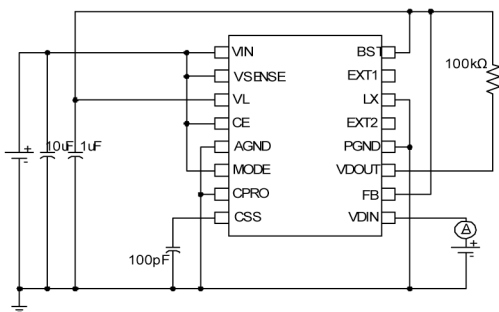 VIN
BST
VSENSE
EXT1
100kΩ
VL
LX
CE
EXT2
10uF
1uF
AGND
PGND
MODE
VDOUT
CPRO
FB
CSS
VDIN
A
100pF
+
-
+
-